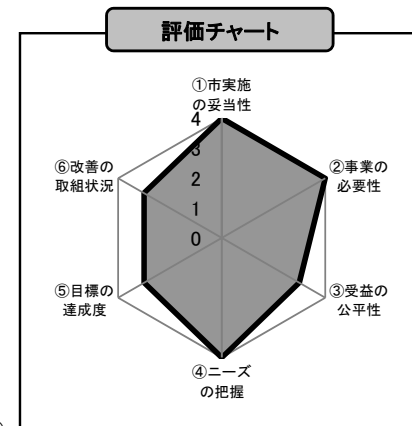 評価チャート
①市実施
の妥当性
4
3
2
1
0
②事業の
必要性
③受益の
公平性
④ニーズ
の把握
⑤目標の
達成度
⑥改善の
取組状況